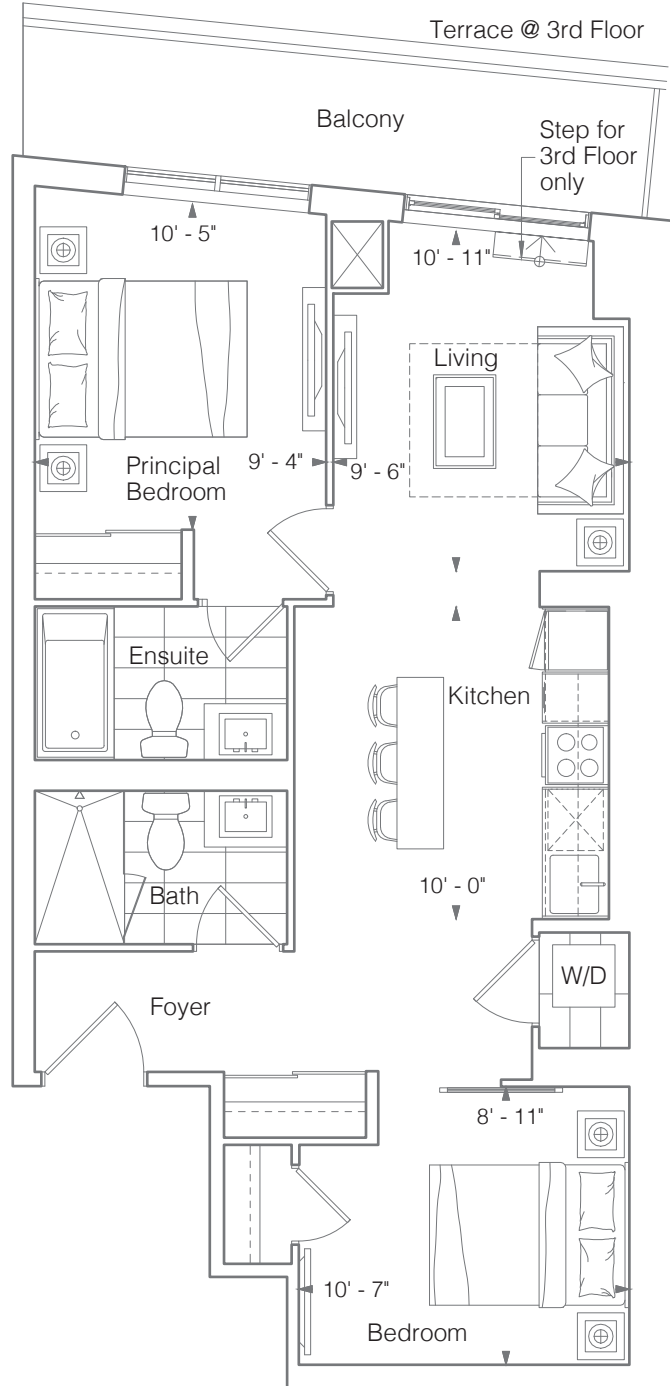 Terrace @ 3rd Floor
Balcony
Step for
3rd Floor
only
10' - 5"
10' - 11"
Living
Principal
Bedroom
9' - 4"
9' - 6"
Ensuite
Kitchen
Bath
10' - 0"
W/D
Foyer
8' - 11"
10' - 7"
Bedroom